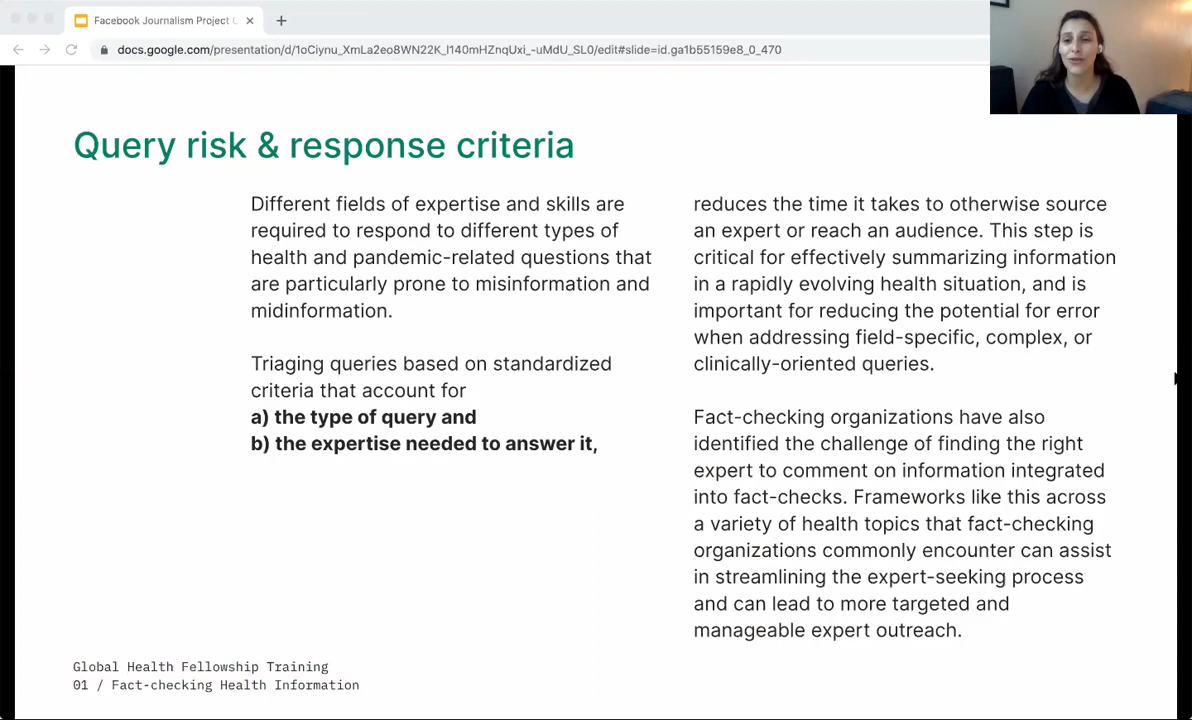 Facebook Journalism Project
docs.google.com/presentation/d/1oCiynu_XmLa2eo8WN22K_l140mHZnqUxi_-uMdU_SL0/edit#slide=id.ga1b55159e8_0_470
Query risk & response criteria
Different fields of expertise and skills are
required to respond to different types of
health and pandemic-related questions that
are particularly prone to misinformation and
midinformation.
Triaging queries based on standardized
criteria that account for
a) the type of query and
b) the expertise needed to answer it,
reduces the time it takes to otherwise source
an expert or reach an audience. This step is
critical for effectively summarizing information
in a rapidly evolving health situation, and is
important for reducing the potential for error
when addressing field-specific, complex, or
clinically-oriented queries.
Fact-checking organizations have also
identified the challenge of finding the right
expert to comment on information integrated
into fact-checks. Frameworks like this across
a variety of health topics that fact-checking
organizations commonly encounter can assist
in streamlining the expert-seeking process
and can lead to more targeted and
manageable expert outreach.
Global Health Fellowship Training
01 / Fact-checking Health Information